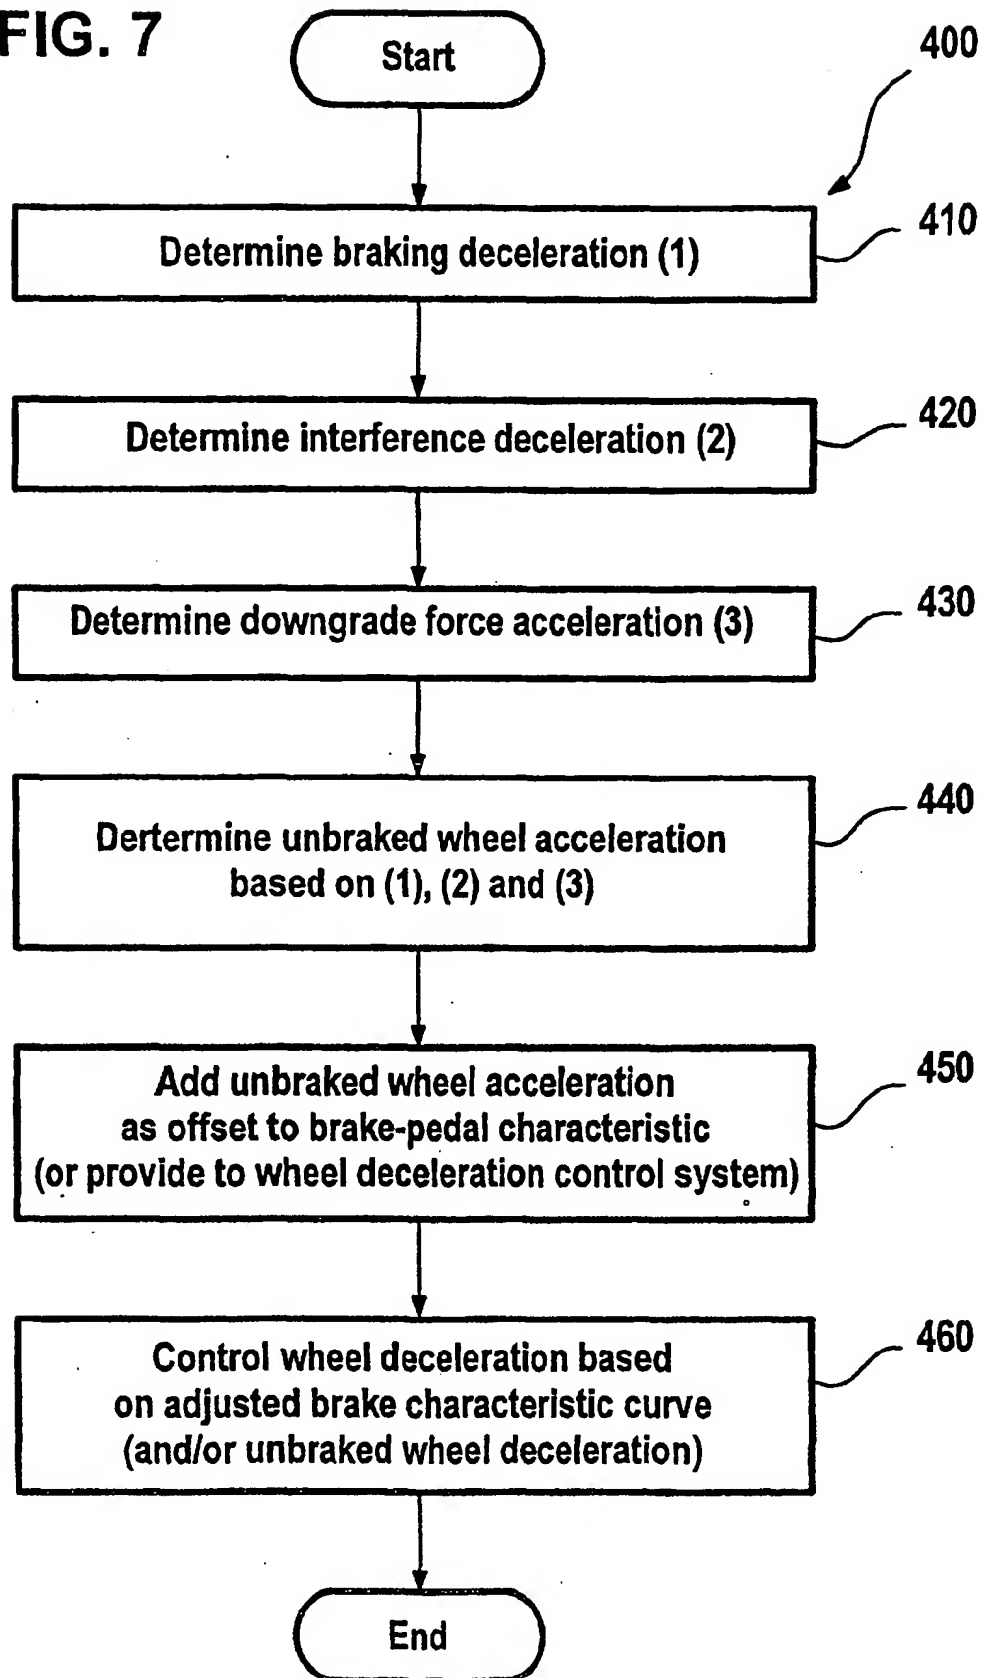 FIG. 7
Start
400
Determine braking deceleration (1)
410
Determine interference deceleration (2)
420
Determine downgrade force acceleration (3)
430
Dertermine unbraked wheel acceleration
based on (1), (2) and (3)
440
Add unbraked wheel acceleration
as offset to brake-pedal characteristic
(or provide to wheel deceleration control system)
450
Control wheel deceleration based
on adjusted brake characteristic curve
(and/or unbraked wheel deceleration)
460
End